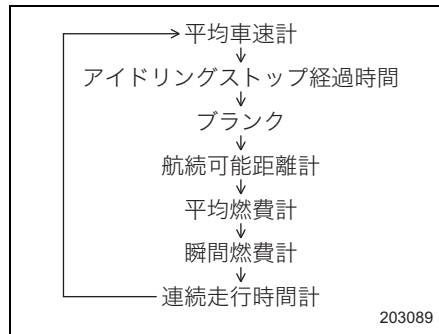 平均車速計
アイドリングストップ経過時間
ブランク
航続可能距離計
平均燃費計
瞬間燃費計
連続走行時間計
203089